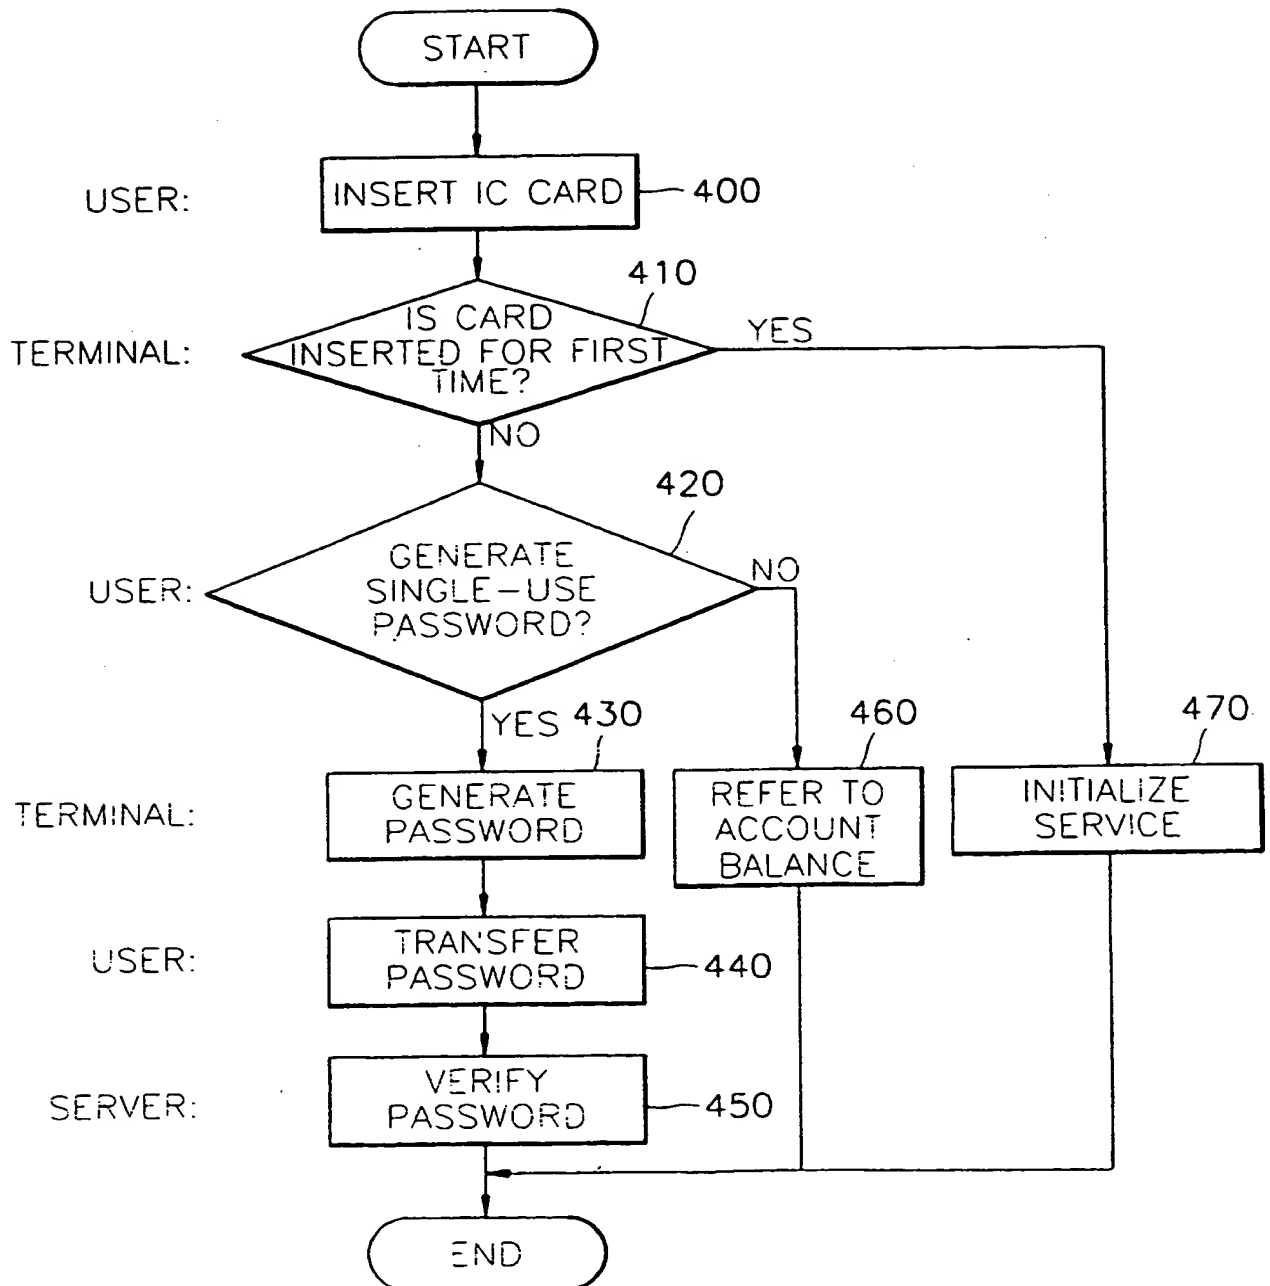 START
USER:
INSERT IC CARD
400
410
TERMINAL:
IS CARD
INSERTED FOR FIRST
TIME?
YES
NO
420
USER:
GENERATE
SINGLE-USE
PASSWORD?
NO
YES
430
460
470
TERMINAL:
GENERATE
PASSWORD
REFER TO
ACCOUNT
BALANCE
INITIALIZE
SERVICE
USER:
TRANSFER
PASSWORD
440
SERVER:
VERIFY
PASSWORD
450
END